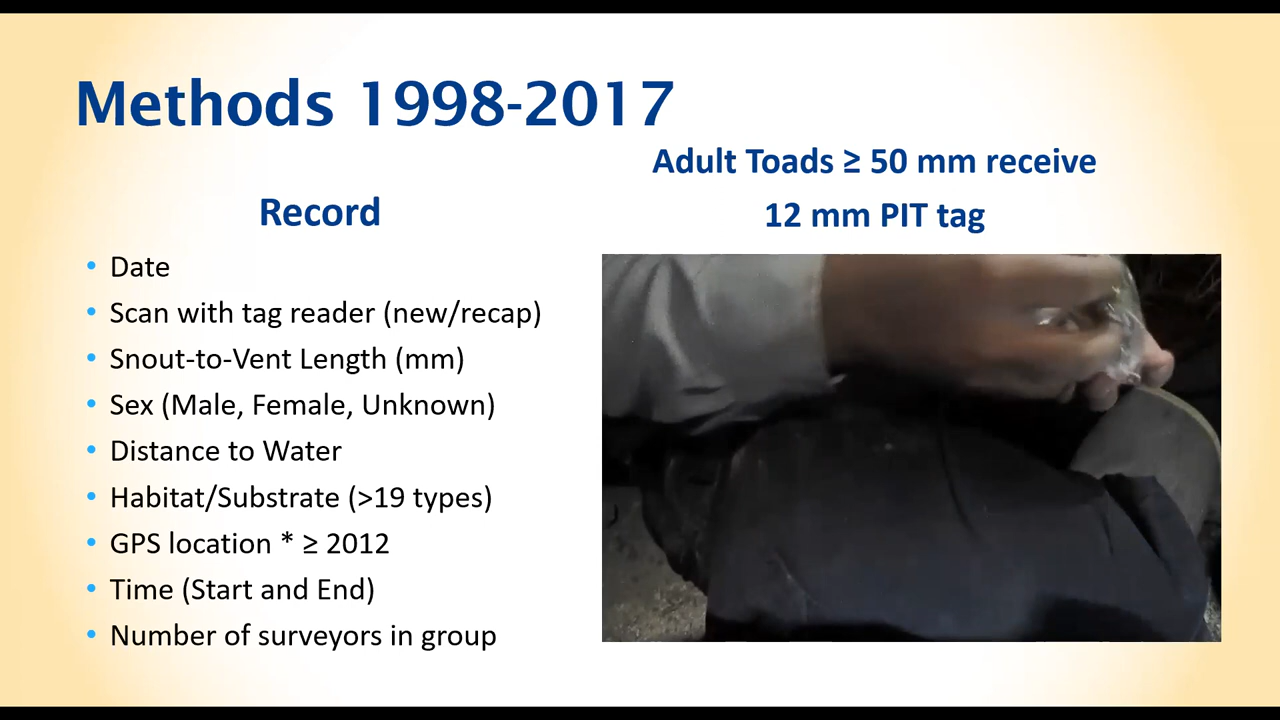 Methods 1998-2017
Adult Toads ≥ 50 mm receive
12 mm PIT tag
Record
• Date
• Scan with tag reader (new/recap)
• Snout-to-Vent Length (mm)
• Sex (Male, Female, Unknown)
• Distance to Water
• Habitat/Substrate (>19 types)
• GPS location * ≥ 2012
• Time (Start and End)
• Number of surveyors in group